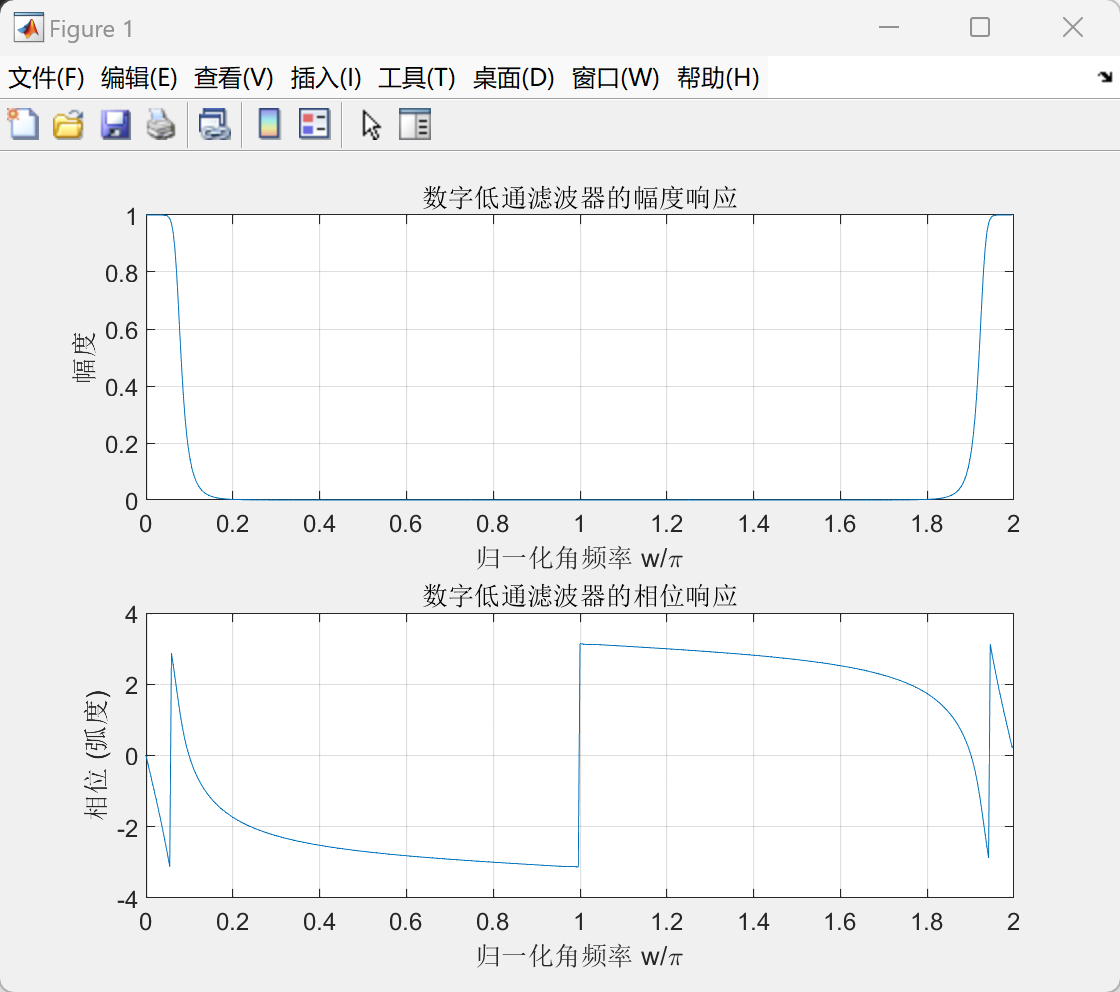 Figure 1
文件(F) 编辑(E) 查看(V) 插入(I) 工具(T) 桌面(D) 窗口(W) 帮助(H)
数字低通滤波器的幅度响应
幅度
1
0.8
0.6
0.4
0.2
0
0 0.2 0.4 0.6 0.8 1 1.2 1.4 1.6 1.8 2
归一化角频率 w/π
数字低通滤波器的相位响应
相位 (弧度)
4
2
0
-2
-4
0 0.2 0.4 0.6 0.8 1 1.2 1.4 1.6 1.8 2
归一化角频率 w/π